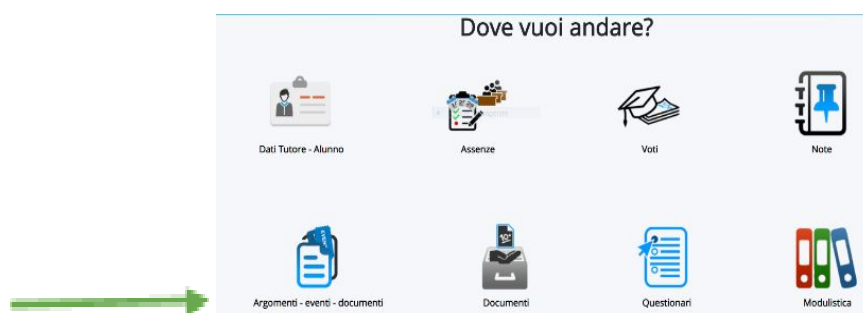 Dove vuoi andare?
Dati Tutore - Alunno
Assenze
Voti
Note
Argomenti - eventi - documenti
Documenti
Questionari
Modulistica